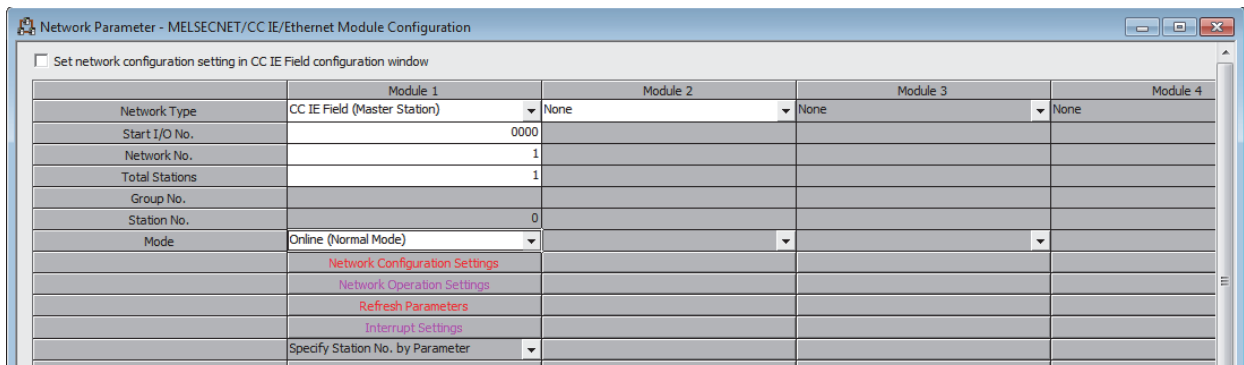 Network Parameter - MELSECNET/CC IE/Ethernet Module Configuration
Set network configuration setting in CC IE Field configuration window
Module 1 Module 2 Module 3 Module 4
Network Type CC IE Field (Master Station) None None None
Start I/O No. 0000
Network No. 1
Total Stations 1
Group No.
Station No. 0
Mode Online (Normal Mode)
Network Configuration Settings
Network Operation Settings
Refresh Parameters
Interrupt Settings
Specify Station No. by Parameter